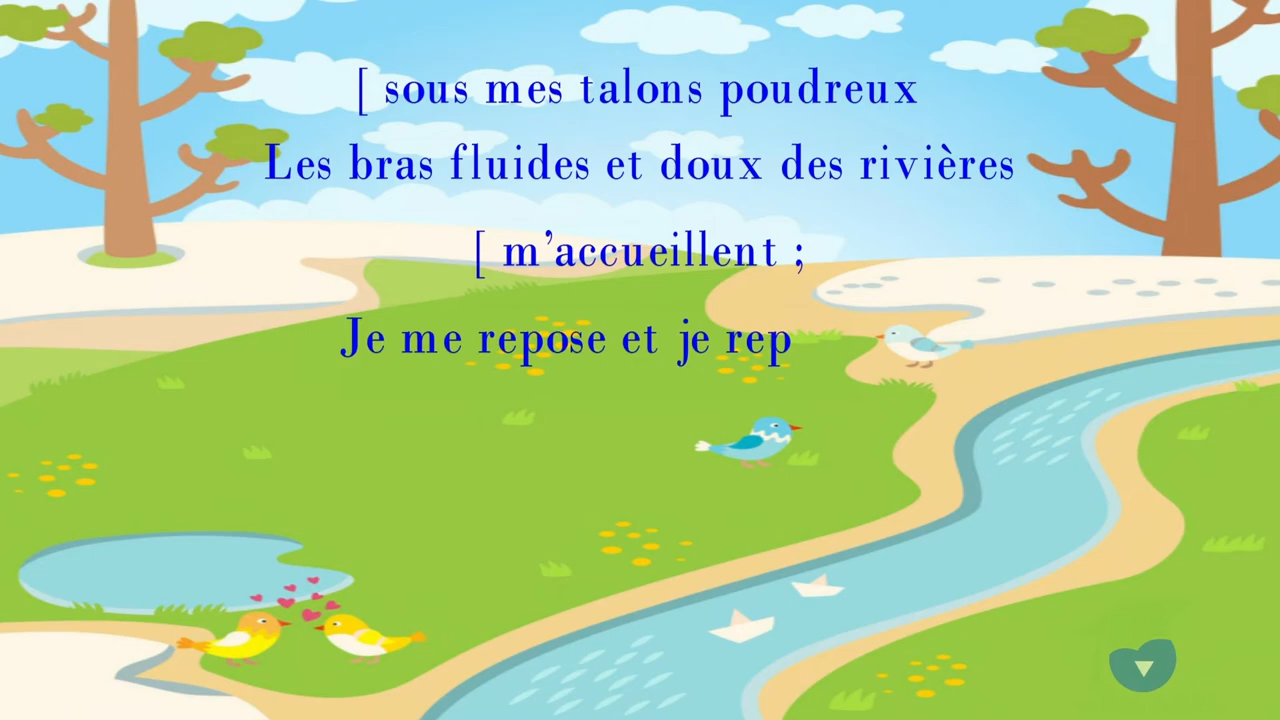 [ sous mes talons poudreux
Les bras fluides et doux des rivières
[ m’accueillent ;
Je me repose et je rep